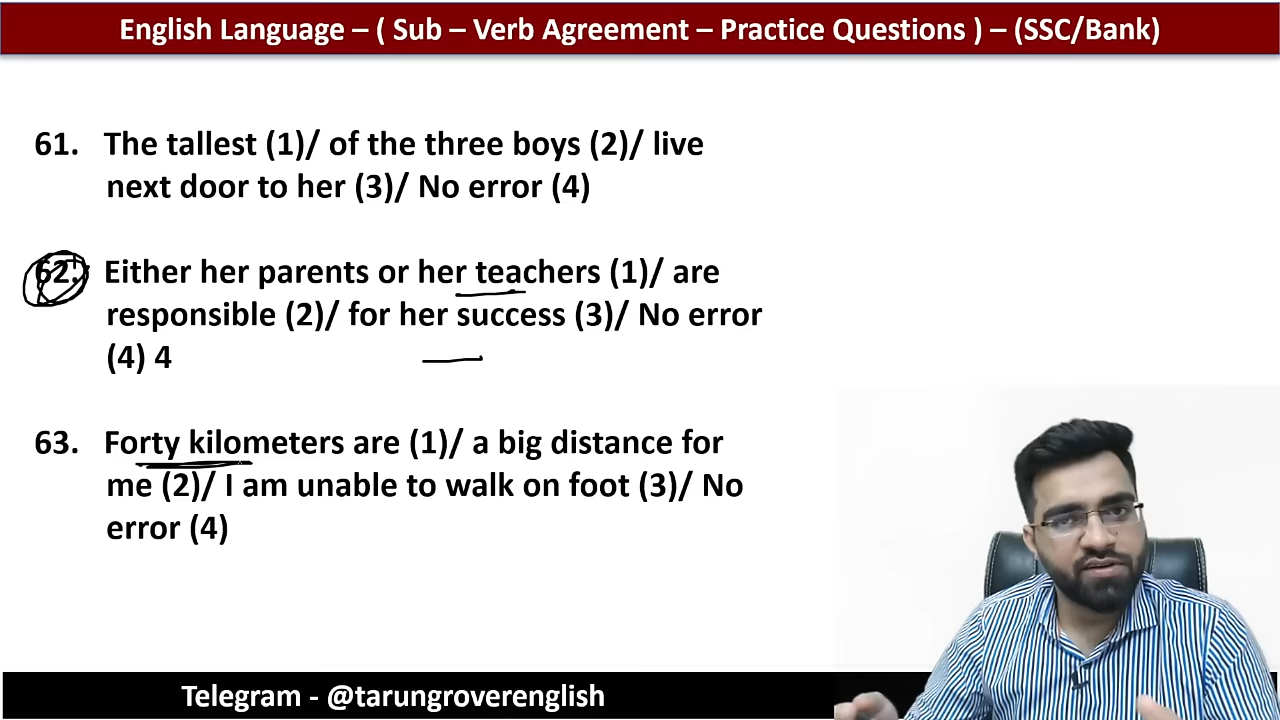 English Language – ( Sub – Verb Agreement – Practice Questions ) – (SSC/Bank)
61. The tallest (1)/ of the three boys (2)/ live
next door to her (3)/ No error (4)
62. Either her parents or her teachers (1)/ are
responsible (2)/ for her success (3)/ No error
(4) 4
63. Forty kilometers are (1)/ a big distance for
me (2)/ I am unable to walk on foot (3)/ No
error (4)
Telegram - @tarungroverenglish